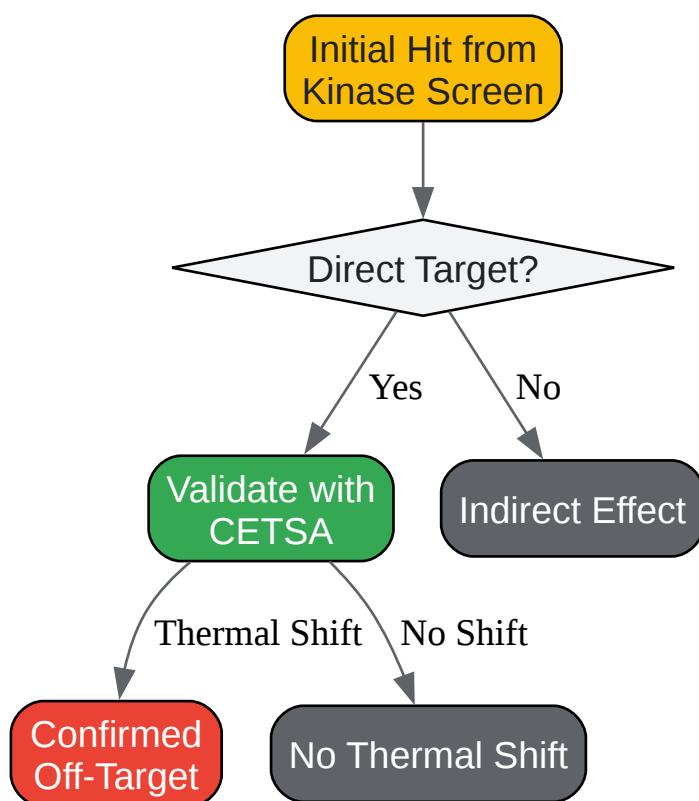 Initial Hit from
Kinase Screen
Direct Target?
Yes
No
Validate with
CETSA
Indirect Effect
Thermal Shift
No Shift
Confirmed
Off-Target
No Thermal Shift